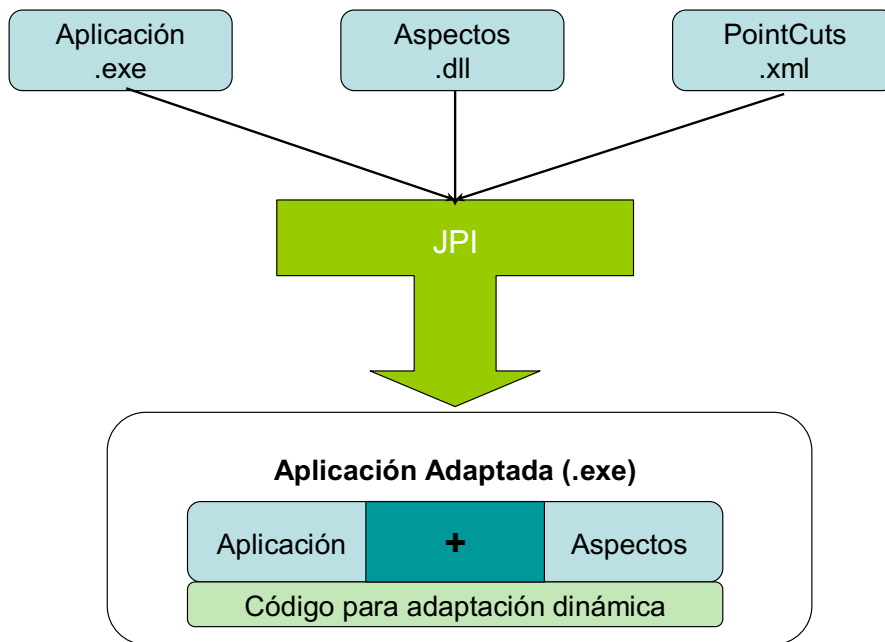 Aplicación
.exe
Aspectos
.dll
PointCuts
.xml
JPI
Aplicación Adaptada (.exe)
Aplicación
+
Aspectos
Código para adaptación dinámica